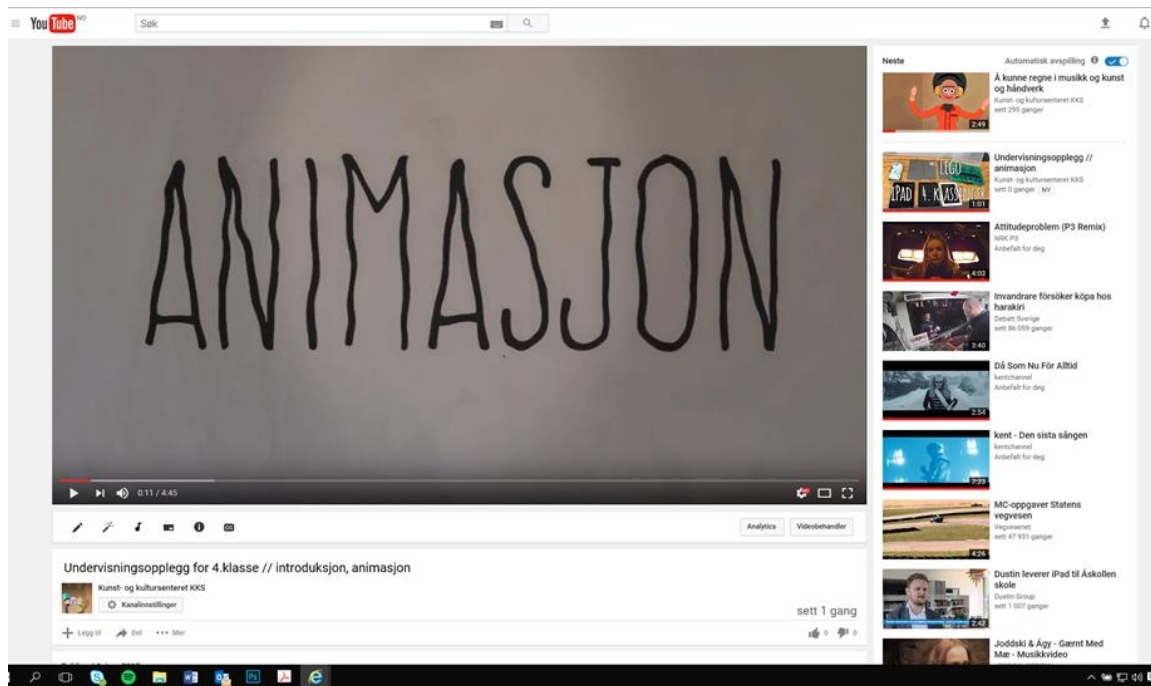 YouTube NO
Søk
ANIMASJON
0:11 / 4:45
Analytics
Videobehandler
Undervisningsopplegg for 4.klasse // introduksjon, animasjon
Kunst- og kultursenteret KKS
Kanalinnstillinger
sett 1 gang
Legg til
Del
Mer
0
0
Neste
Automatisk avspilling
Å kunne regne i musikk og kunst
og håndverk
Kunst- og kultursenteret KKS
sett 295 ganger
2:49
Undervisningsopplegg //
animasjon
Kunst- og kultursenteret KKS
sett 0 ganger NY
LEGO
IPAD 4. KLASSINGER
1:01
Attitudeproblem (P3 Remix)
NRK P3
Anbefalt for deg
4:03
Invandrare försöker köpa hos
harakiri
Debatt Sverige
sett 86 059 ganger
3:40
Då Som Nu För Alltid
kentchannel
Anbefalt for deg
2:54
kent - Den sista sången
kentchannel
Anbefalt for deg
7:23
MC-oppgaver Statens
vegvesen
Vegvesenet
sett 47 931 ganger
4:26
Dustin leverer iPad til Åskollen
skole
Dustin Group
sett 1 007 ganger
2:42
Joddski & Ágy - Gærnt Med
Mæ - Musikkvideo